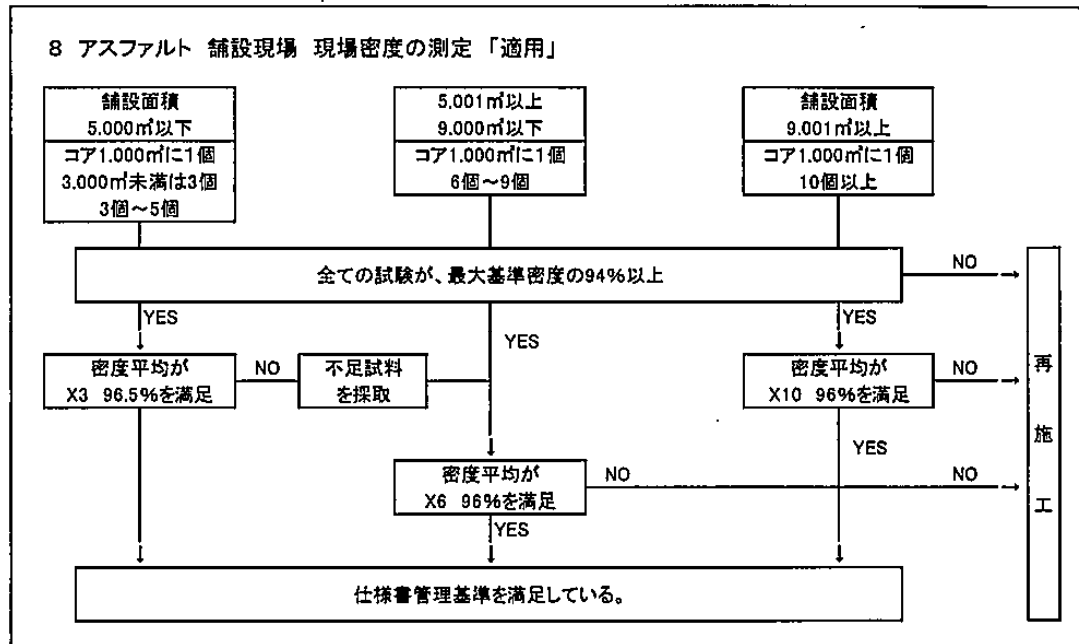 8 アスファルト 舗設現場 現場密度の測定 「適用」
舗設面積
5.000㎡以下
コア1.000㎡に1個
3.000㎡未満は3個
3個～5個
5.001㎡以上
9.000㎡以下
コア1.000㎡に1個
6個～9個
舗設面積
9.001㎡以上
コア1.000㎡に1個
10個以上
全ての試験が、最大基準密度の94%以上
NO
YES
YES
YES
密度平均が
X3 96.5%を満足
NO
不足試料
を採取
密度平均が
X10 96%を満足
NO
YES
密度平均が
X6 96%を満足
NO
NO
YES
再施工
仕様書管理基準を満足している。